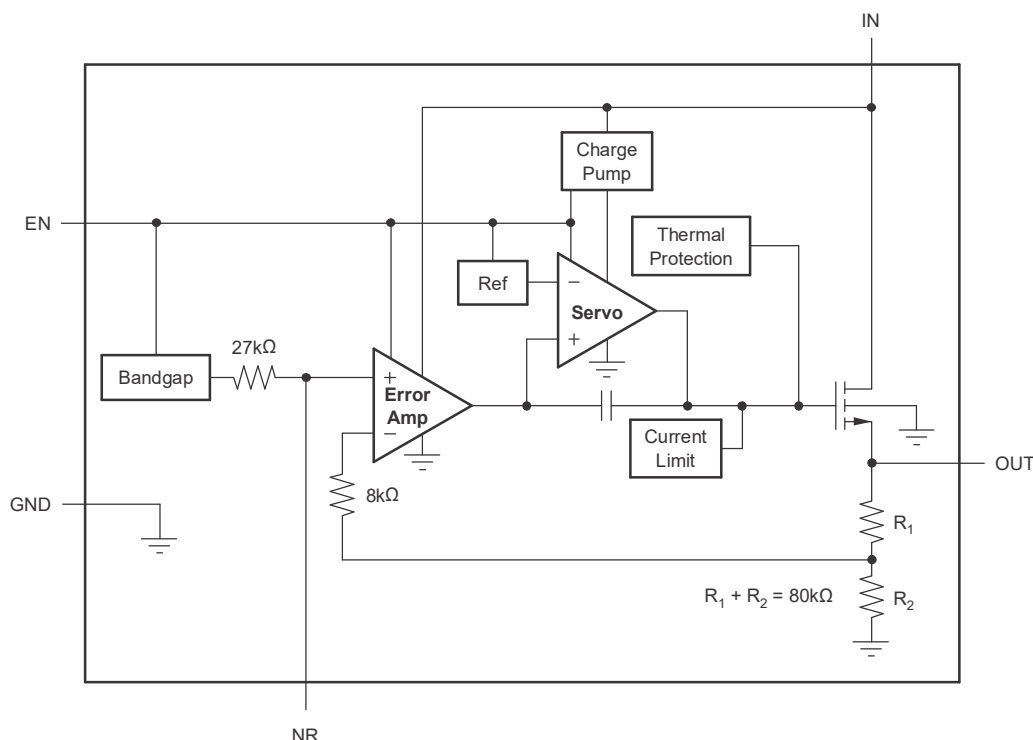 IN
Charge
Pump
EN
Thermal
Protection
Ref
−
Servo
+
27kΩ
Bandgap
+
Error
Amp
−
Current
Limit
OUT
8kΩ
GND
R1
R1 + R2 = 80kΩ
R2
NR